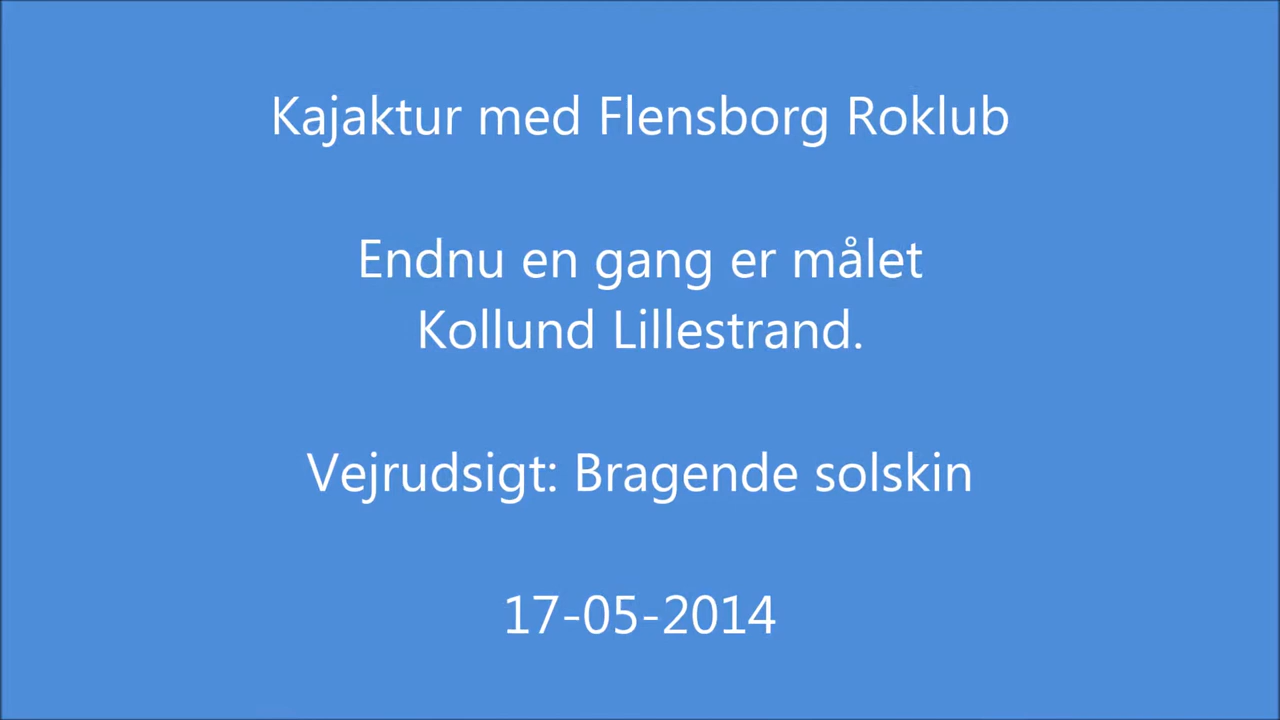 Kajaktur med Flensborg Roklub
Endnu en gang er målet
Kollund Lillestrand.
Vejrudsigt: Bragende solskin
17-05-2014